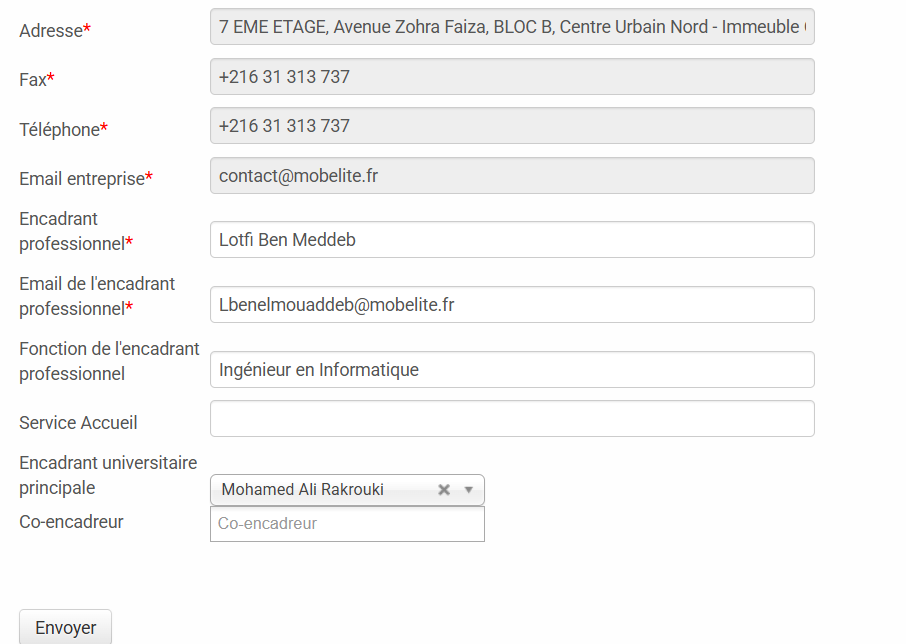 Adresse*
7 EME ETAGE, Avenue Zohra Faiza, BLOC B, Centre Urbain Nord - Immeuble
Fax*
+216 31 313 737
Téléphone*
+216 31 313 737
Email entreprise*
contact@mobelite.fr
Encadrant
professionnel*
Lotfi Ben Meddeb
Email de l'encadrant
professionnel*
Lbenelmouaddeb@mobelite.fr
Fonction de l'encadrant
professionnel
Ingénieur en Informatique
Service Accueil
Encadrant universitaire
principale
Mohamed Ali Rakrouki
Co-encadreur
Co-encadreur
Envoyer